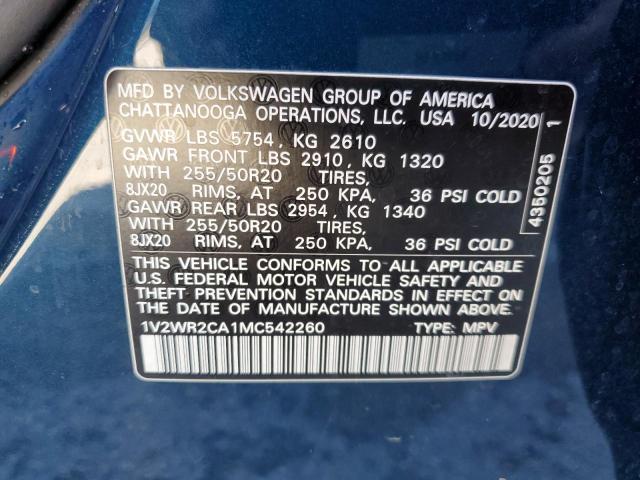 MFD BY VOLKSWAGEN GROUP OF AMERICA
CHATTANOOGA OPERATIONS, LLC. USA 10/2020
GVWR LBS 5754, KG 2610
GAWR FRONT LBS 2910, KG 1320
WITH 255/50R20 TIRES,
8JX20 RIMS, AT 250 KPA, 36 PSI COLD
GAWR REAR LBS 2954, KG 1340
WITH 255/50R20 TIRES,
8JX20 RIMS, AT 250 KPA, 36 PSI COLD
THIS VEHICLE CONFORMS TO ALL APPLICABLE
U.S. FEDERAL MOTOR VEHICLE SAFETY AND
THEFT PREVENTION STANDARDS IN EFFECT ON
THE DATE OF MANUFACTURE SHOWN ABOVE.
1V2WR2CA1MC542260 TYPE: MPV
4350205 1